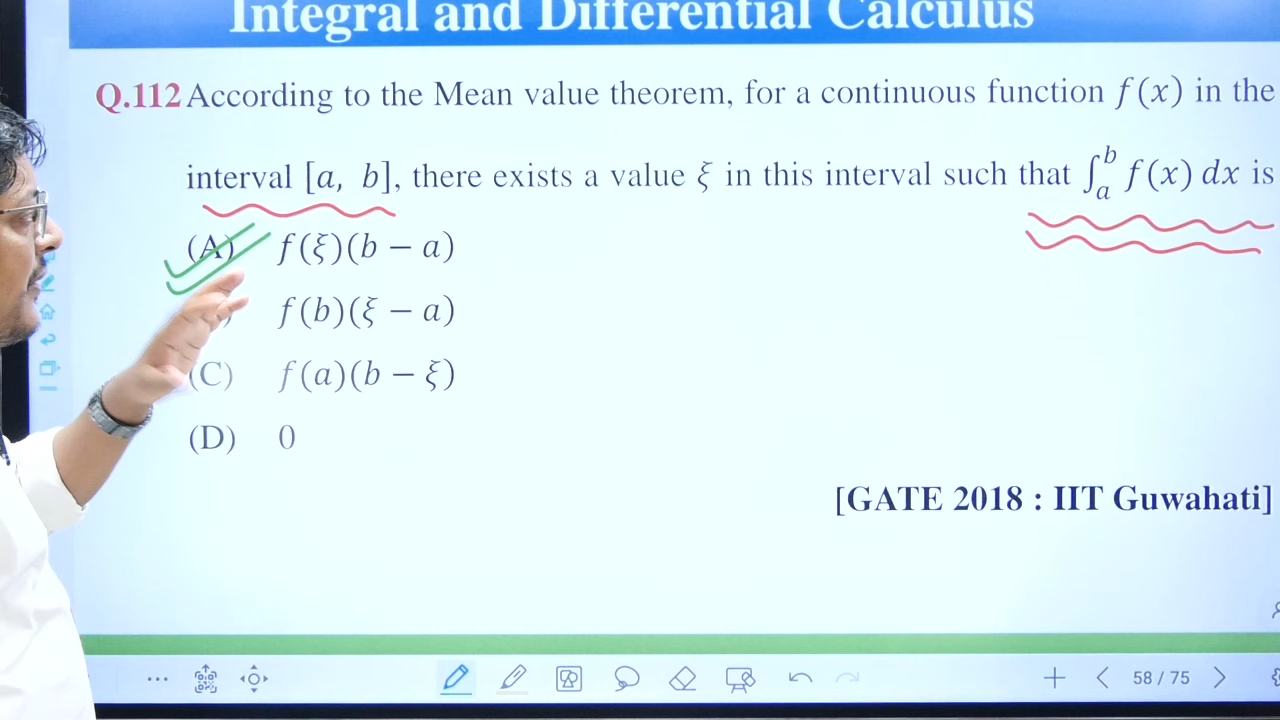 Integral and Differential Calculus
Q.112 According to the Mean value theorem, for a continuous function f(x) in the
interval [a, b], there exists a value ξ in this interval such that ∫ₐᵇ f(x) dx is
(A) f(ξ)(b − a)
f(b)(ξ − a)
(C) f(a)(b − ξ)
(D) 0
[GATE 2018 : IIT Guwahati]
58 / 75